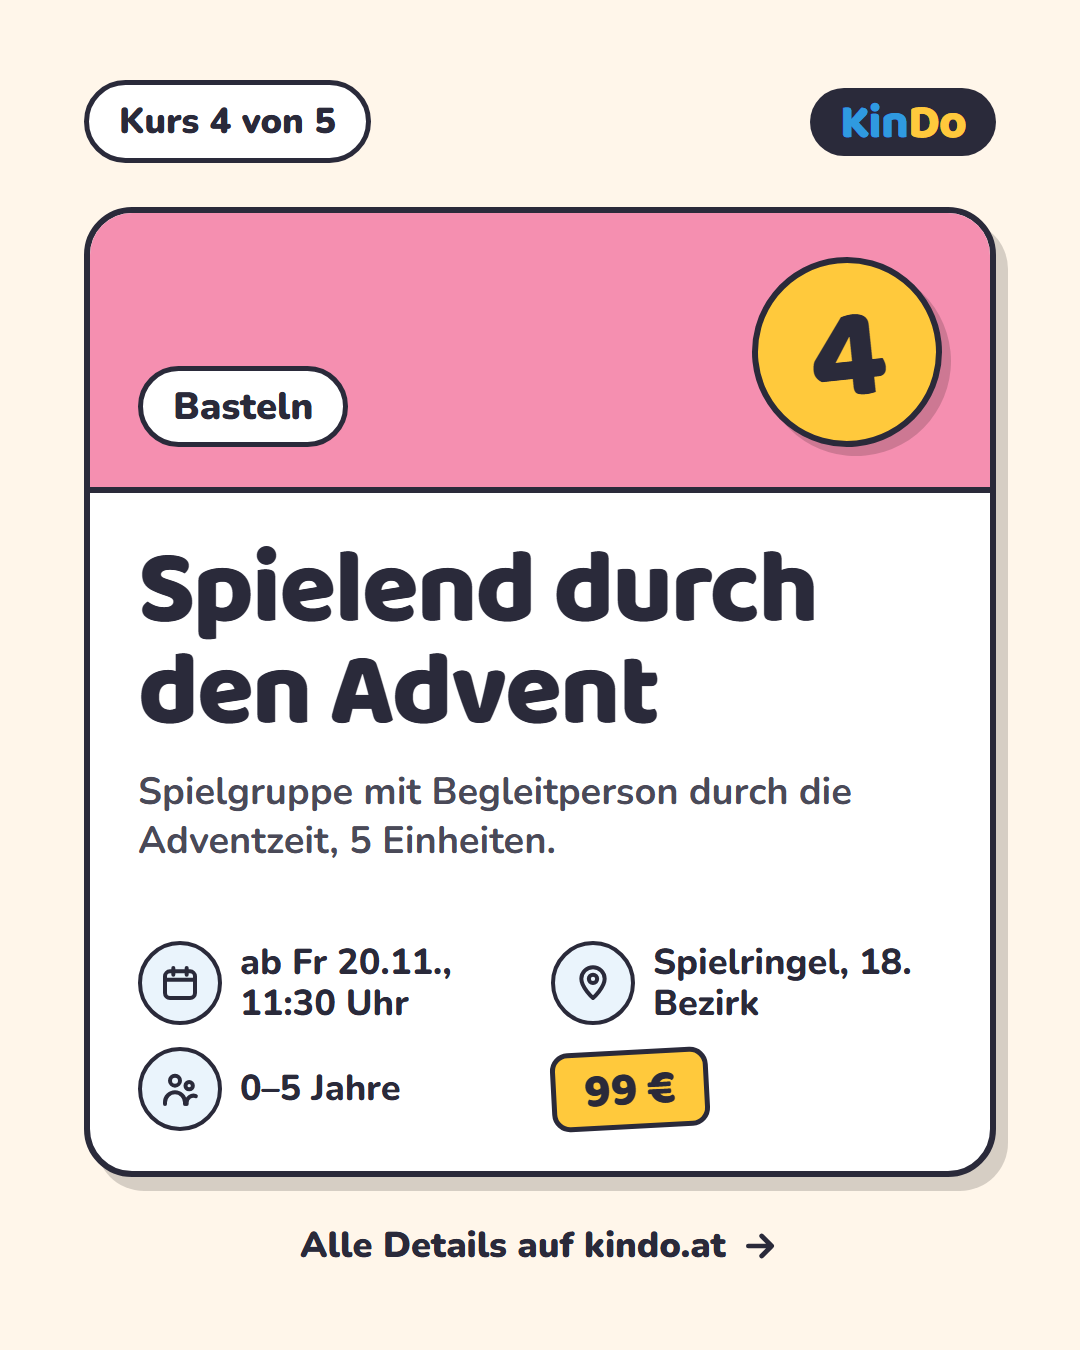 Kurs 4 von 5
KinDo
4
Basteln
Spielend durch
den Advent
Spielgruppe mit Begleitperson durch die
Adventzeit, 5 Einheiten.
ab Fr 20.11.,
11:30 Uhr
Spielringel, 18.
Bezirk
0–5 Jahre
99 €
Alle Details auf kindo.at →